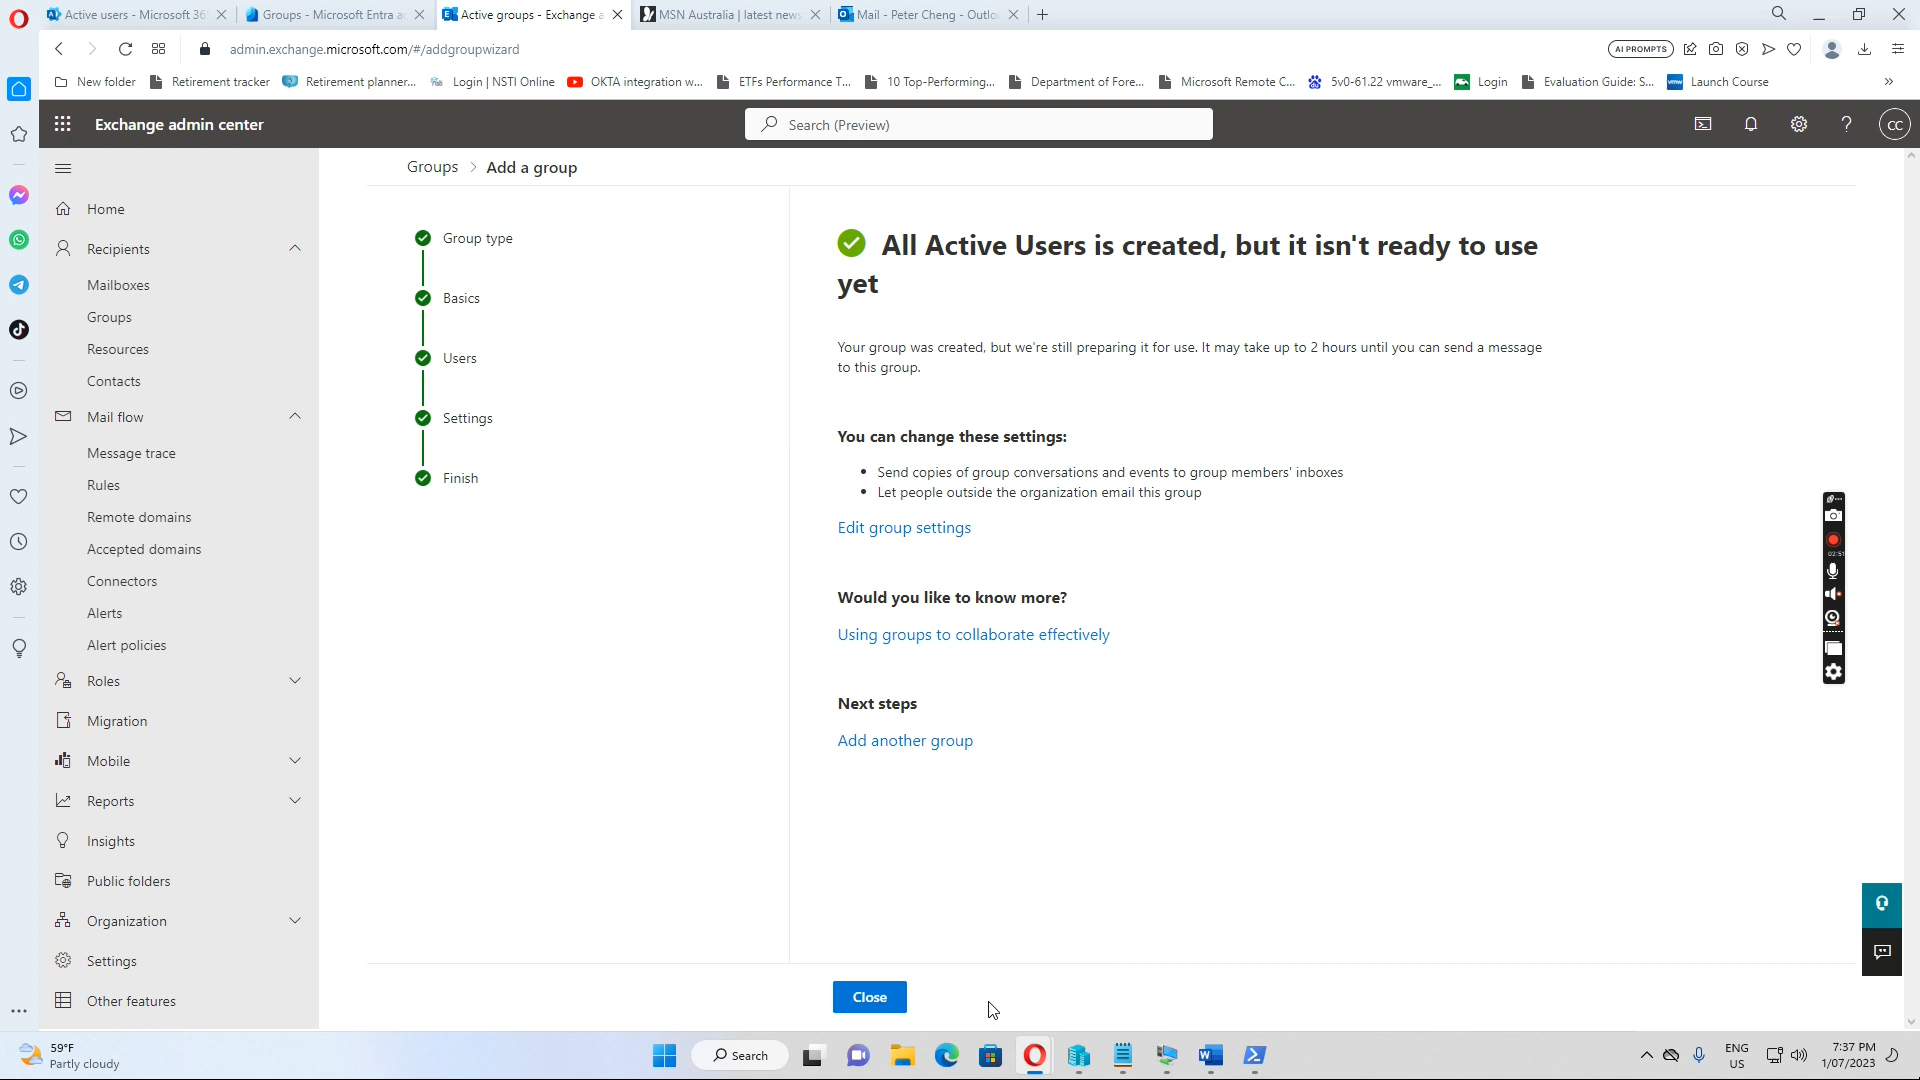 Active users - Microsoft 36
Groups - Microsoft Entra a
Active groups - Exchange a
MSN Australia | latest news
Mail - Peter Cheng - Outlo
admin.exchange.microsoft.com/#/addgroupwizard
AI PROMPTS
New folder
Retirement tracker
Retirement planner...
Login | NSTI Online
OKTA integration w...
ETFs Performance T...
10 Top-Performing...
Department of Fore...
Microsoft Remote C...
5v0-61.22 vmware_...
Login
Evaluation Guide: S...
vmw
Launch Course
Exchange admin center
Search (Preview)
CC
Groups > Add a group
Home
Recipients
Mailboxes
Groups
Resources
Contacts
Mail flow
Message trace
Rules
Remote domains
Accepted domains
Connectors
Alerts
Alert policies
Roles
Migration
Mobile
Reports
Insights
Public folders
Organization
Settings
Other features
Group type
Basics
Users
Settings
Finish
All Active Users is created, but it isn't ready to use
yet
Your group was created, but we're still preparing it for use. It may take up to 2 hours until you can send a message
to this group.
You can change these settings:
• Send copies of group conversations and events to group members' inboxes
• Let people outside the organization email this group
Edit group settings
Would you like to know more?
Using groups to collaborate effectively
Next steps
Add another group
Close
59°F
Partly cloudy
Search
ENG
US
7:37 PM
1/07/2023